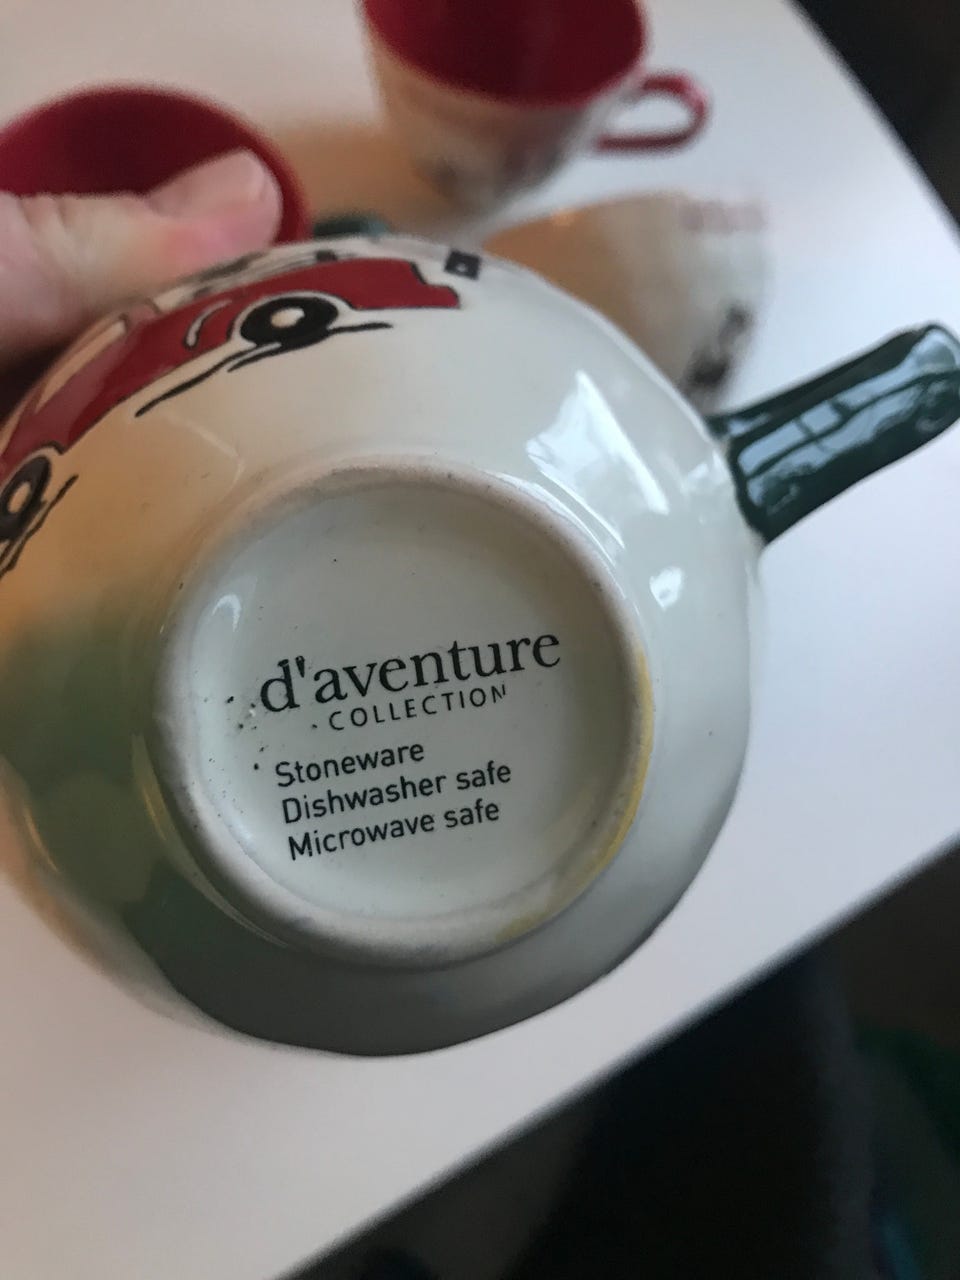 d'aventure
COLLECTION
Stoneware
Dishwasher safe
Microwave safe